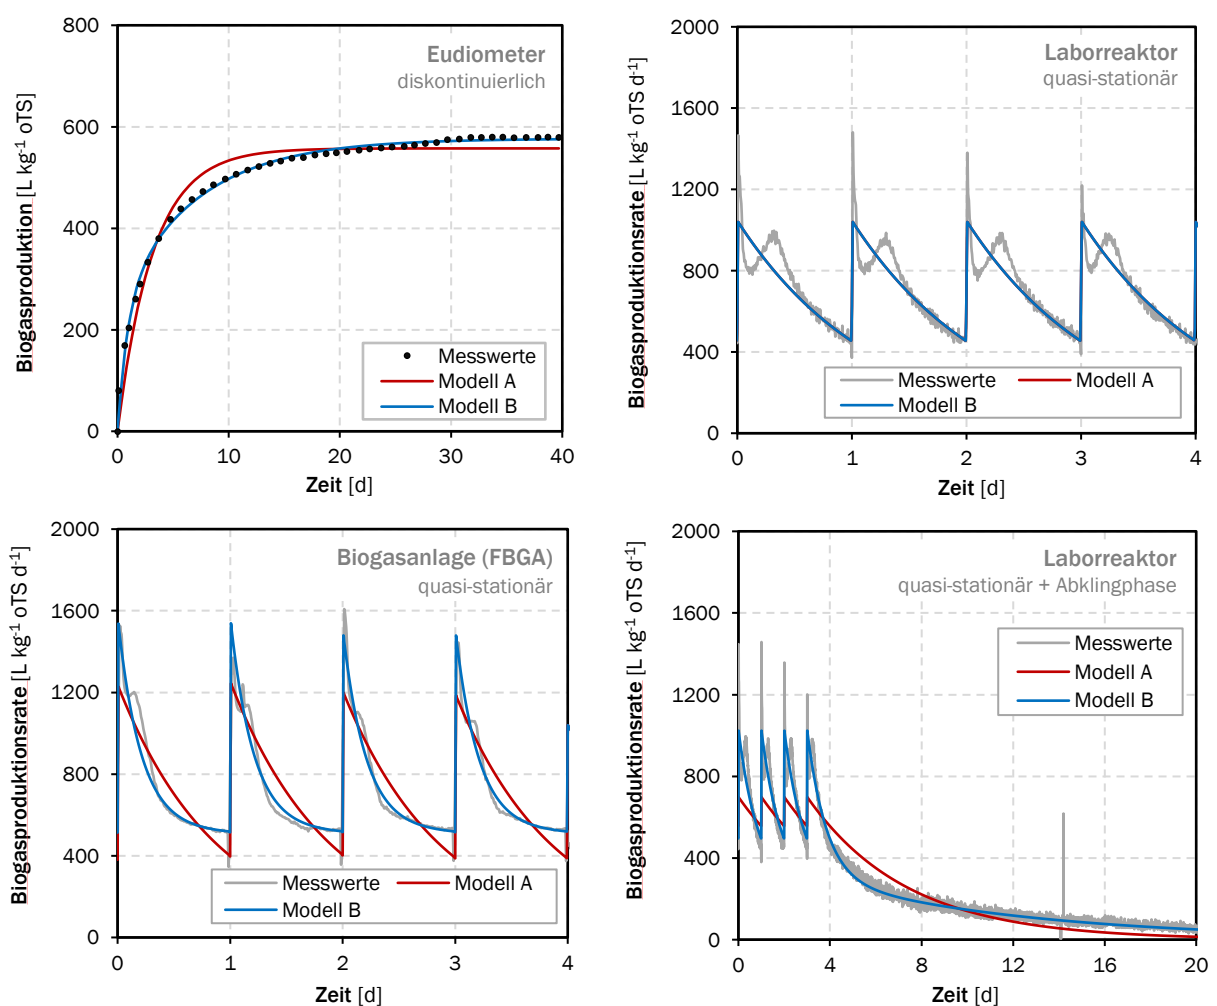 Eudiometer
diskontinuierlich
Biogasproduktion [L kg-1 oTS]
800
600
400
200
0
Messwerte
Modell A
Modell B
0 10 20 30 40
Zeit [d]
Laborreaktor
quasi-stationär
Biogasproduktionsrate [L kg-1 oTS d-1]
2000
1600
1200
800
400
0
Messwerte Modell A
Modell B
0 1 2 3 4
Zeit [d]
Biogasanlage (FBGA)
quasi-stationär
Biogasproduktionsrate [L kg-1 oTS d-1]
2000
1600
1200
800
400
0
Messwerte Modell A
Modell B
0 1 2 3 4
Zeit [d]
Laborreaktor
quasi-stationär + Abklingphase
Biogasproduktionsrate [L kg-1 oTS d-1]
2000
1600
1200
800
400
0
Messwerte
Modell A
Modell B
0 4 8 12 16 20
Zeit [d]